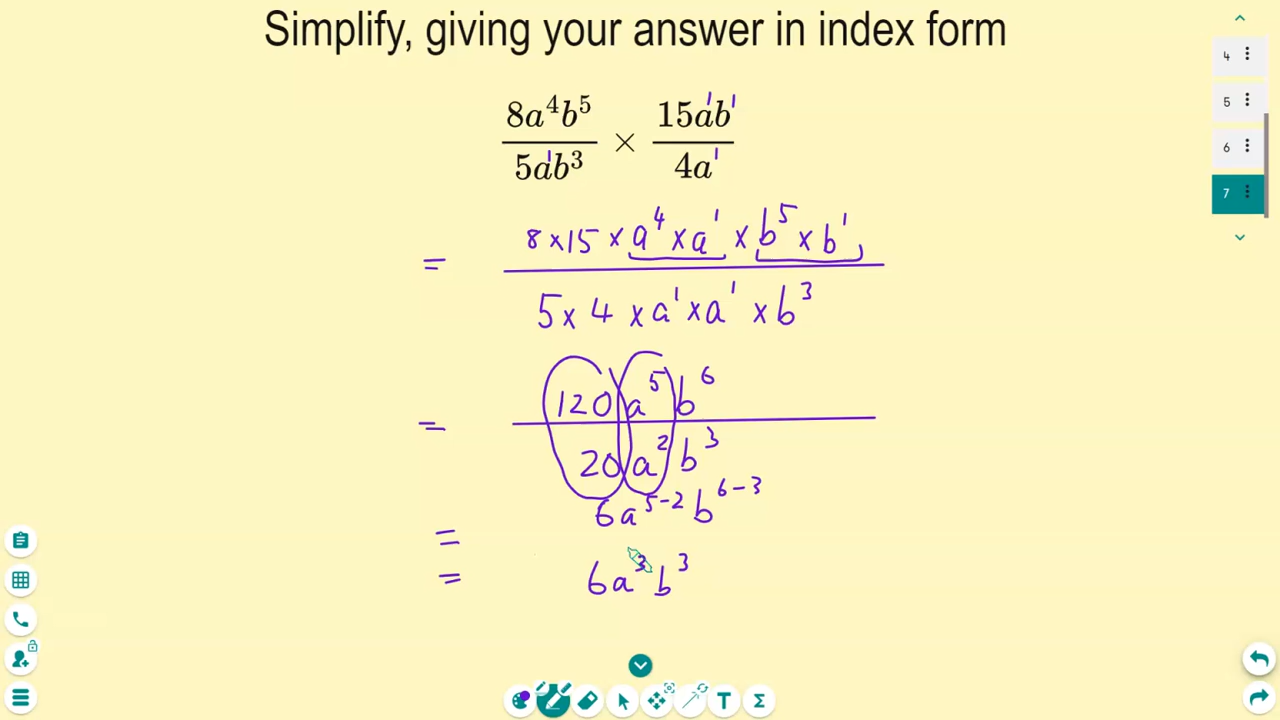 Simplify, giving your answer in index form
8a⁴b⁵ / 5a¹b³ × 15a¹b¹ / 4a¹
= 8×15×a⁴×a¹×b⁵×b¹ / 5×4×a¹×a¹×b³
= 120a⁵b⁶ / 20a²b³
= 6a⁵⁻²b⁶⁻³
= 6a³b³
4
5
6
7
T
Σ